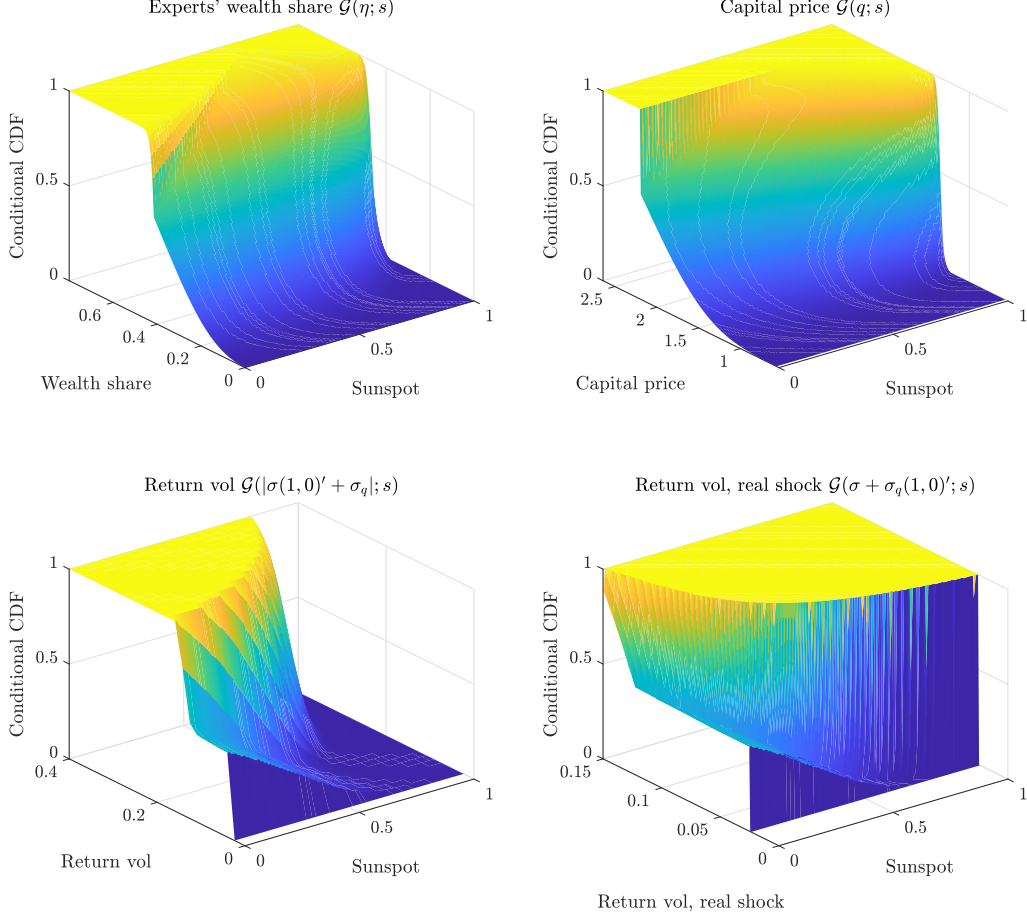 Experts' wealth share 𝒢(η; s)
Conditional CDF
1
0.5
0
0.6
0.4
0.2
0
0
0.5
1
Wealth share
Sunspot
Capital price 𝒢(q; s)
Conditional CDF
1
0.5
0
2.5
2
1.5
1
0
0.5
1
Capital price
Sunspot
Return vol 𝒢(|σ(1, 0)′ + σ_q|; s)
Conditional CDF
1
0.5
0
0.4
0.2
0
0
0.5
1
Return vol
Sunspot
Return vol, real shock 𝒢(σ + σ_q(1, 0)′; s)
Conditional CDF
1
0.5
0
0.15
0.1
0.05
0
0
0.5
1
Sunspot
Return vol, real shock